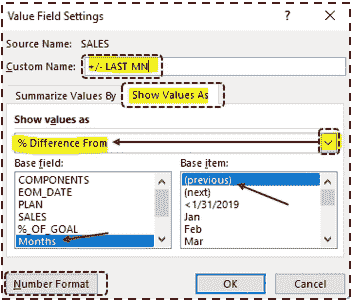 Value Field Settings ? ×
Source Name: SALES
Custom Name: +/- LAST MN
Summarize Values By Show Values As
Show values as
% Difference From
Base field: Base item:
COMPONENTS (previous)
EOM_DATE (next)
PLAN <1/31/2019
SALES Jan
%_OF_GOAL Feb
Months Mar
Number Format OK Cancel